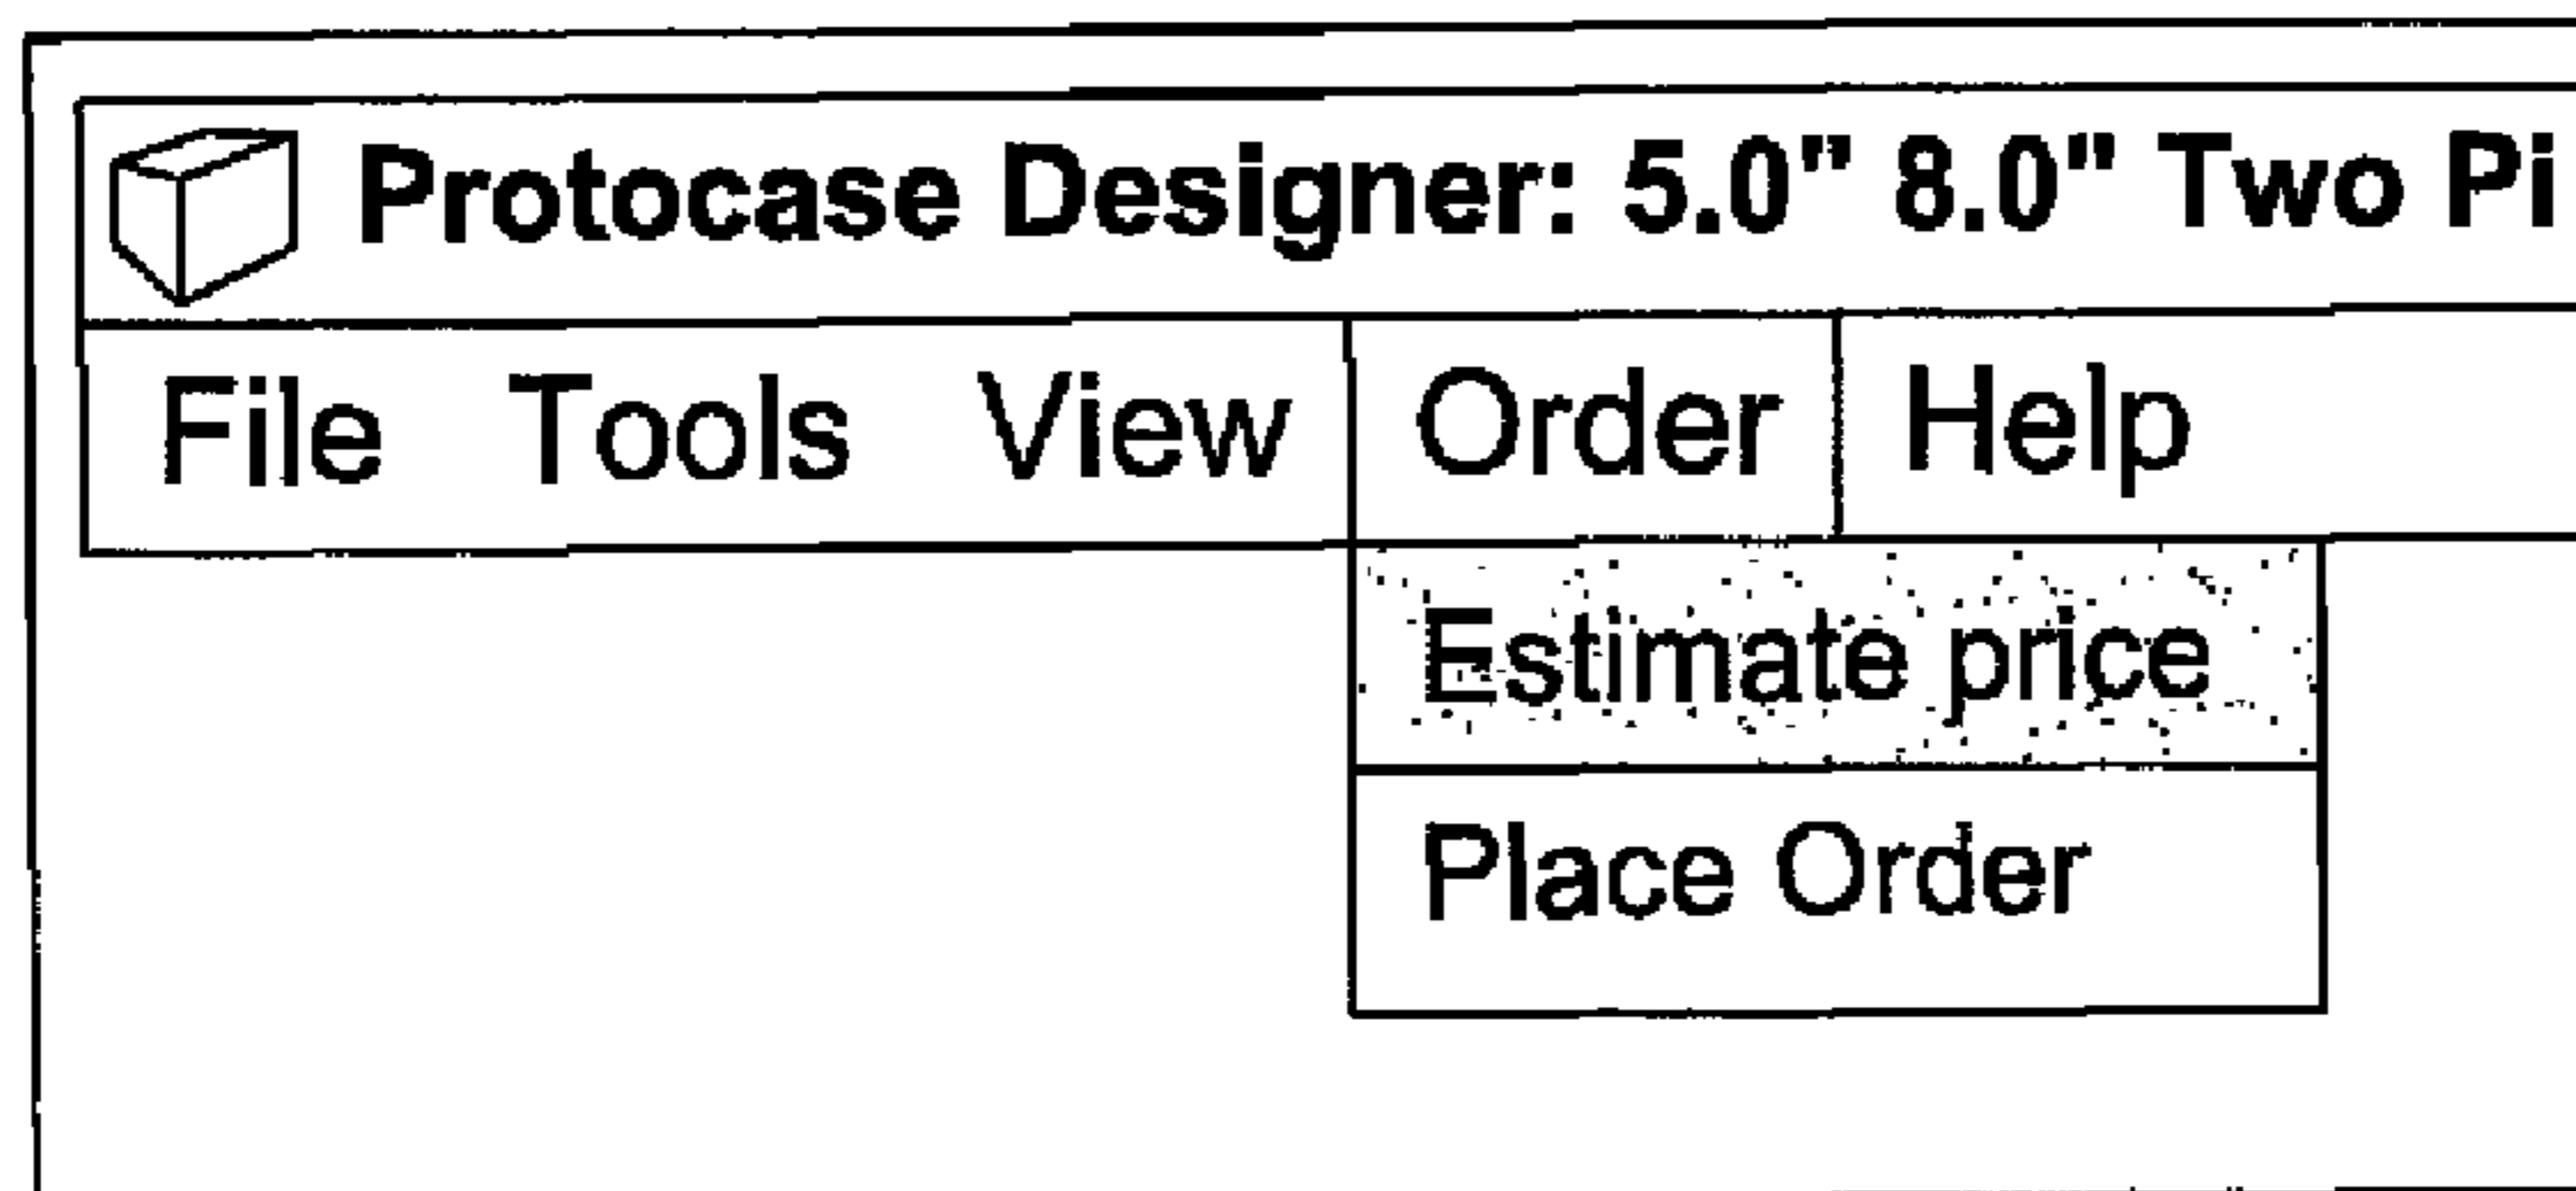 Protocase Designer: 5.0" 8.0" Two Pi
File Tools View Order Help
Estimate price
Place Order